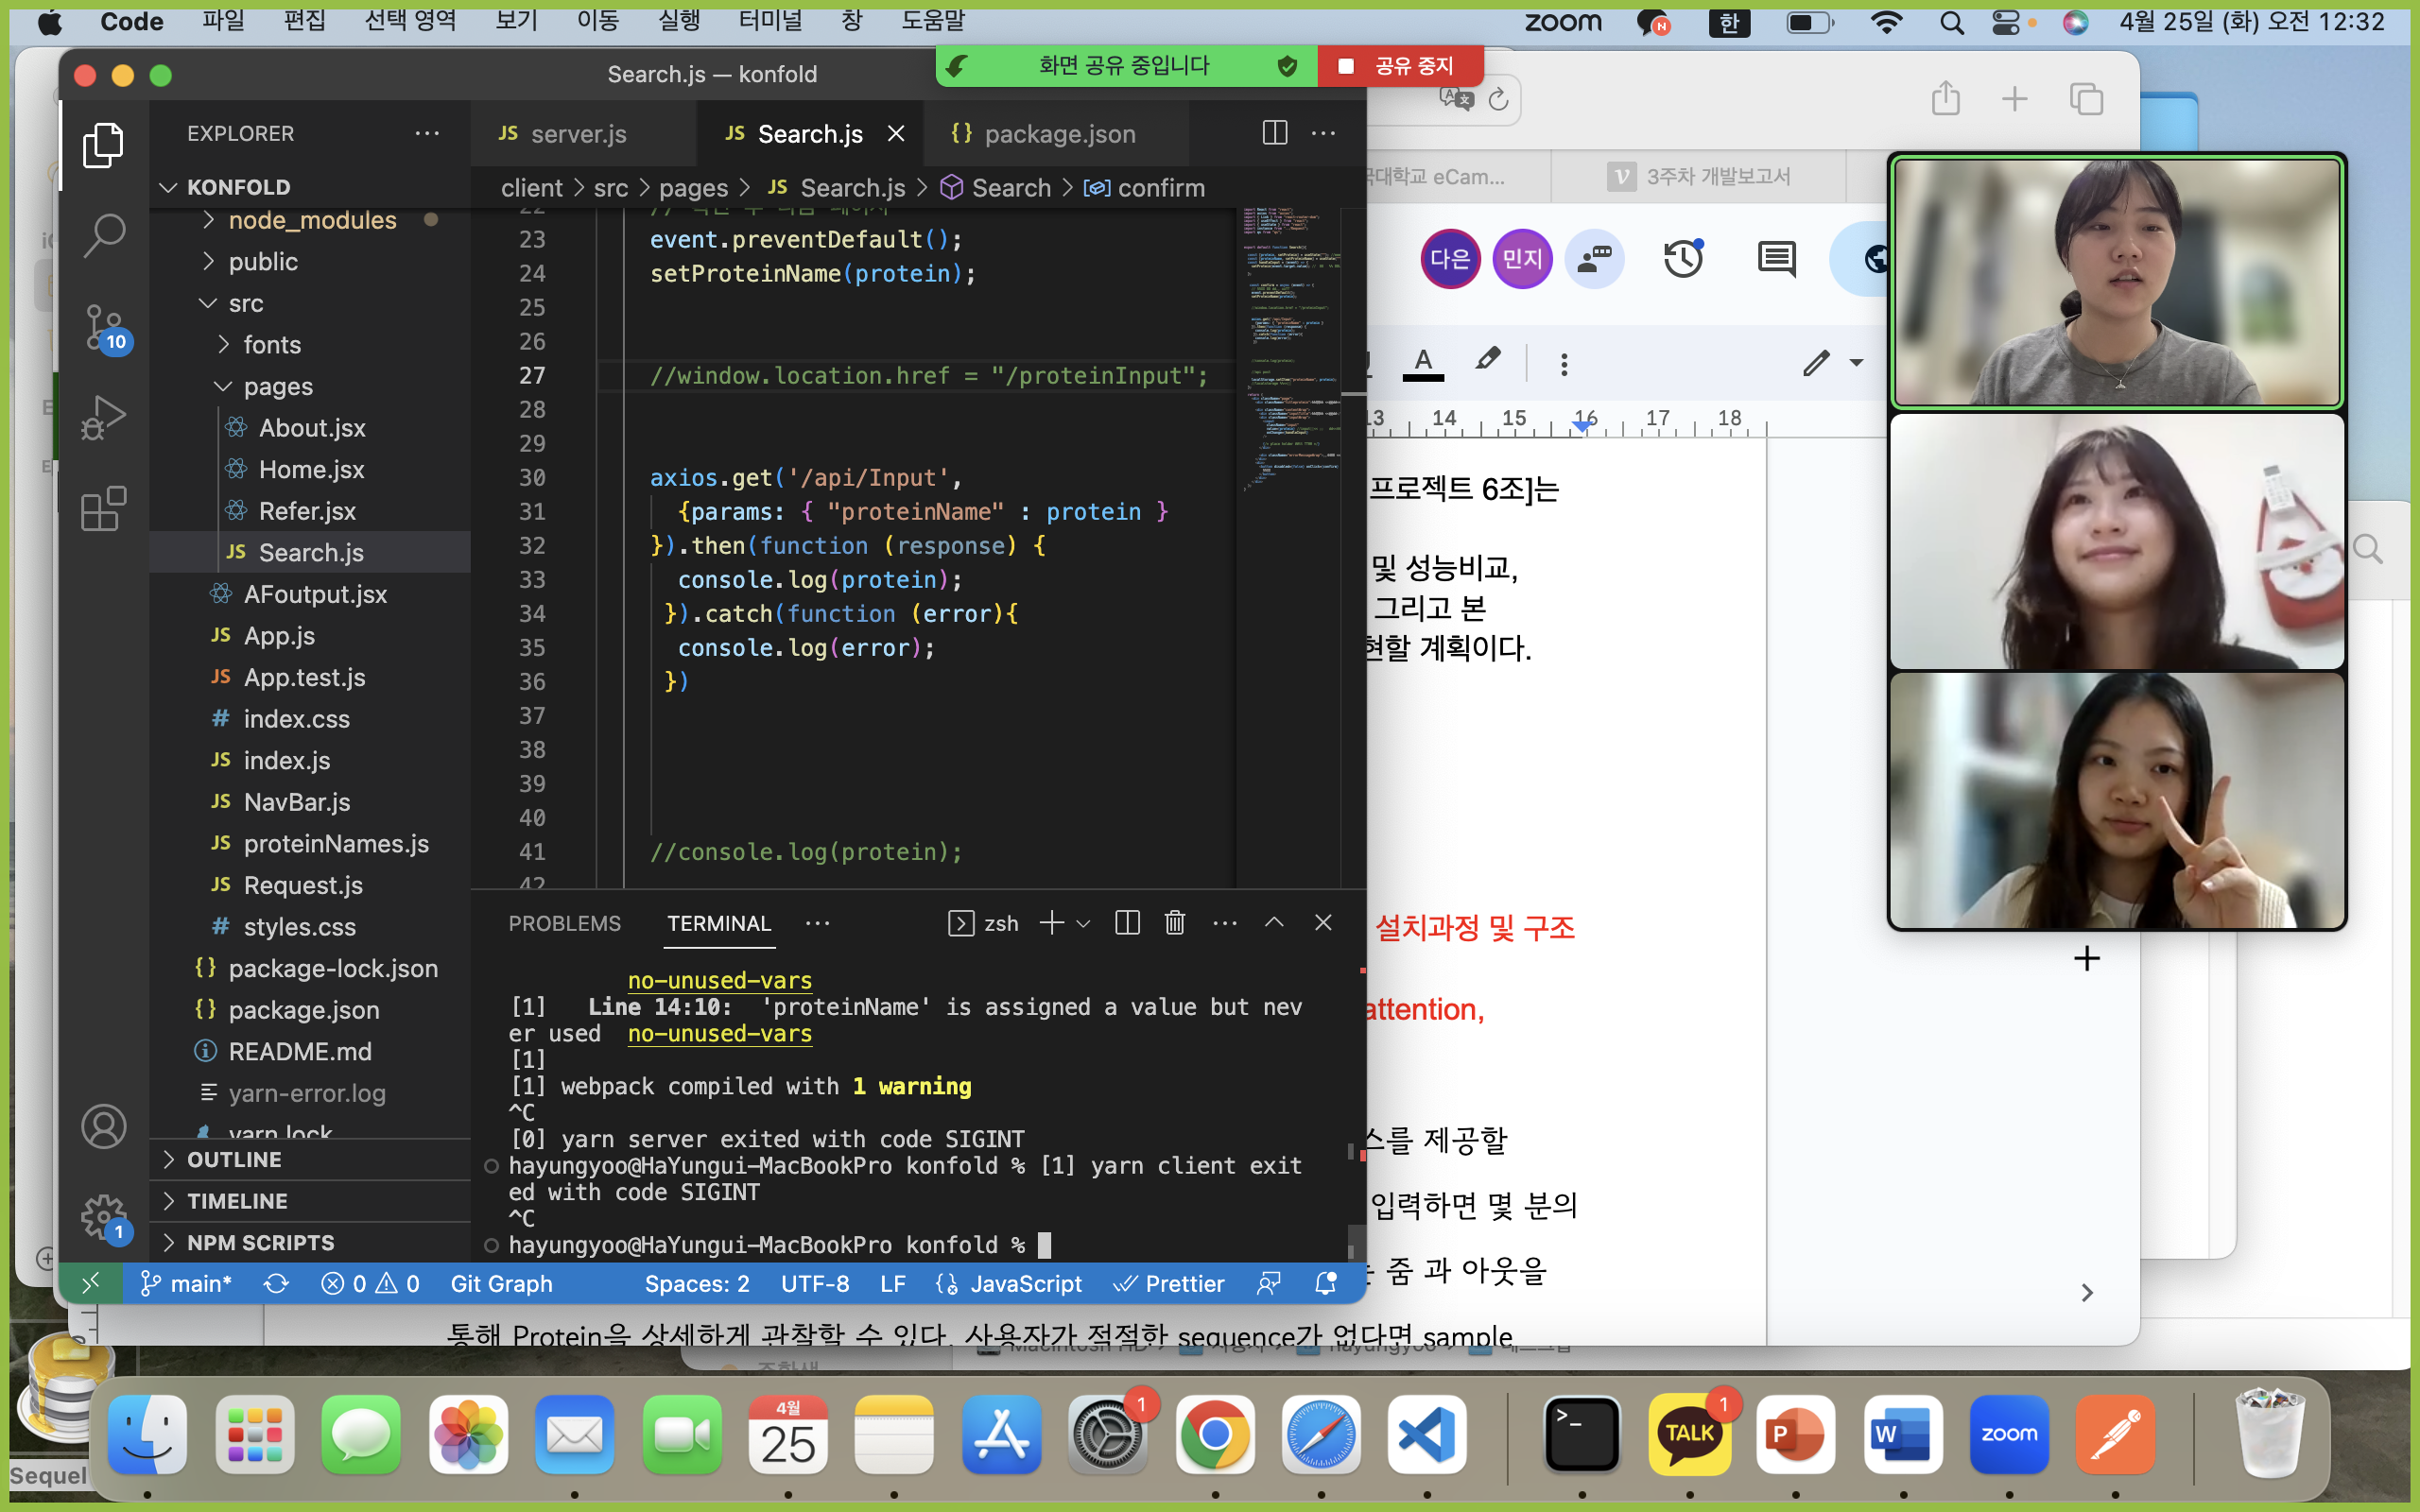 Code 파일 편집 선택 영역 보기 이동 실행 터미널 창 도움말
zoom N 한 4월 25일 (화) 오전 12:32
Search.js — konfold
화면 공유 중입니다 공유 중지
EXPLORER
KONFOLD
node_modules
public
src
fonts
pages
About.jsx
Home.jsx
Refer.jsx
JS Search.js
AFoutput.jsx
JS App.js
JS App.test.js
# index.css
JS index.js
JS NavBar.js
JS proteinNames.js
JS Request.js
# styles.css
{} package-lock.json
{} package.json
README.md
yarn-error.log
yarn.lock
OUTLINE
TIMELINE
NPM SCRIPTS
10
1
JS server.js JS Search.js {} package.json
client > src > pages > JS Search.js > Search > confirm
22
23 event.preventDefault();
24 setProteinName(protein);
25
26
27 //window.location.href = "/proteinInput";
28
29
30 axios.get('/api/Input',
31 {params: { "proteinName" : protein }
32 }).then(function (response) {
33 console.log(protein);
34 }).catch(function (error){
35 console.log(error);
36 })
37
38
39
40
41 //console.log(protein);
42
PROBLEMS TERMINAL zsh
no-unused-vars
[1] Line 14:10: 'proteinName' is assigned a value but nev
er used no-unused-vars
[1]
[1] webpack compiled with 1 warning
^C
[0] yarn server exited with code SIGINT
hayungyoo@HaYungui-MacBookPro konfold % [1] yarn client exit
ed with code SIGINT
^C
hayungyoo@HaYungui-MacBookPro konfold %
main* 0 0 Git Graph Spaces: 2 UTF-8 LF JavaScript Prettier
국대학교 eCam... v 3주차 개발보고서
다은 민지
A
13 14 15 16 17 18
프로젝트 6조]는
및 성능비교,
그리고 본
현할 계획이다.
설치과정 및 구조
attention,
스를 제공할
입력하면 몇 분의
줌 과 아웃을
통해 Protein을 상세하게 관찰할 수 있다. 사용자가 적절한 sequence가 없다면 sample
Macintosh HD hayungyoo
Sequel
4월
25
1
>_
TALK
1
P
W
zoom